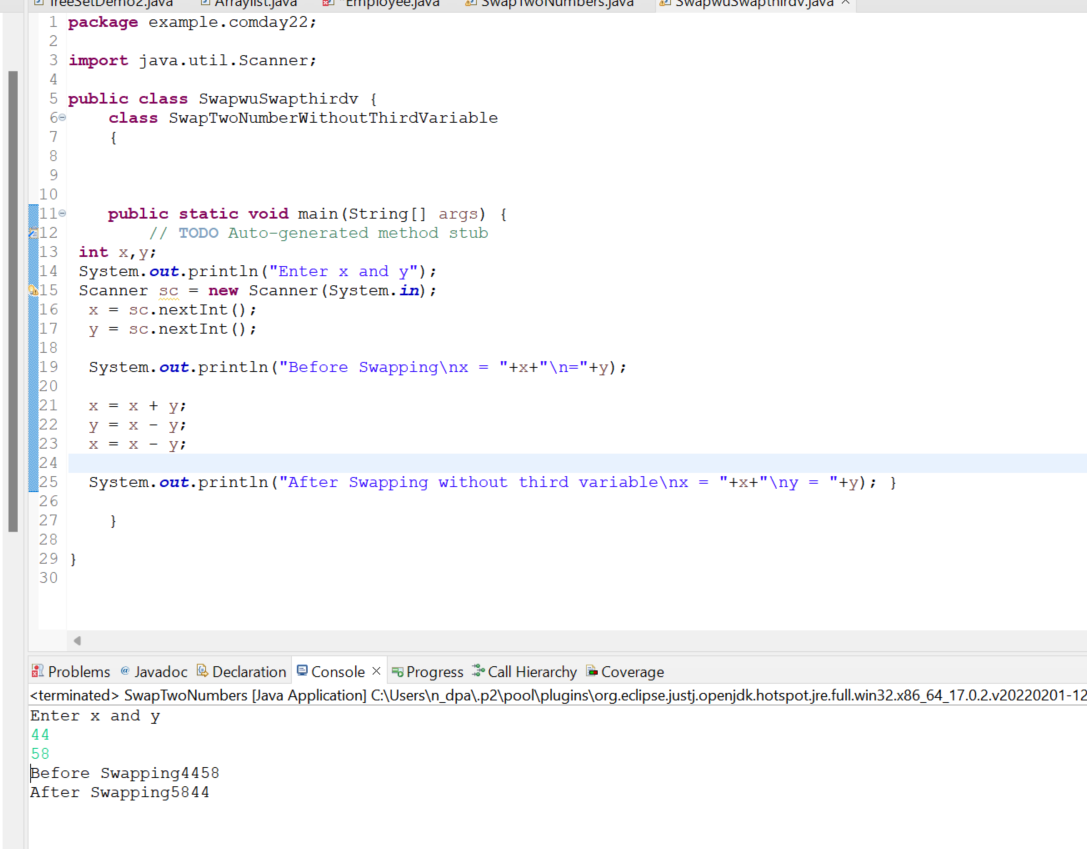 TreeSetDemo2.java Arraylist.java *Employee.java SwapTwoNumbers.java SwapwuSwapthirdv.java
1 package example.comday22;
2
3 import java.util.Scanner;
4
5 public class SwapwuSwapthirdv {
6 class SwapTwoNumberWithoutThirdVariable
7 {
8
9
10
11 public static void main(String[] args) {
12 // TODO Auto-generated method stub
13 int x,y;
14 System.out.println("Enter x and y");
15 Scanner sc = new Scanner(System.in);
16 x = sc.nextInt();
17 y = sc.nextInt();
18
19 System.out.println("Before Swapping\nx = "+x+"\n="+y);
20
21 x = x + y;
22 y = x - y;
23 x = x - y;
24
25 System.out.println("After Swapping without third variable\nx = "+x+"\ny = "+y); }
26
27 }
28
29 }
30
Problems Javadoc Declaration Console Progress Call Hierarchy Coverage
<terminated> SwapTwoNumbers [Java Application] C:\Users\n_dpa\.p2\pool\plugins\org.eclipse.justj.openjdk.hotspot.jre.full.win32.x86_64_17.0.2.v20220201-12
Enter x and y
44
58
Before Swapping4458
After Swapping5844